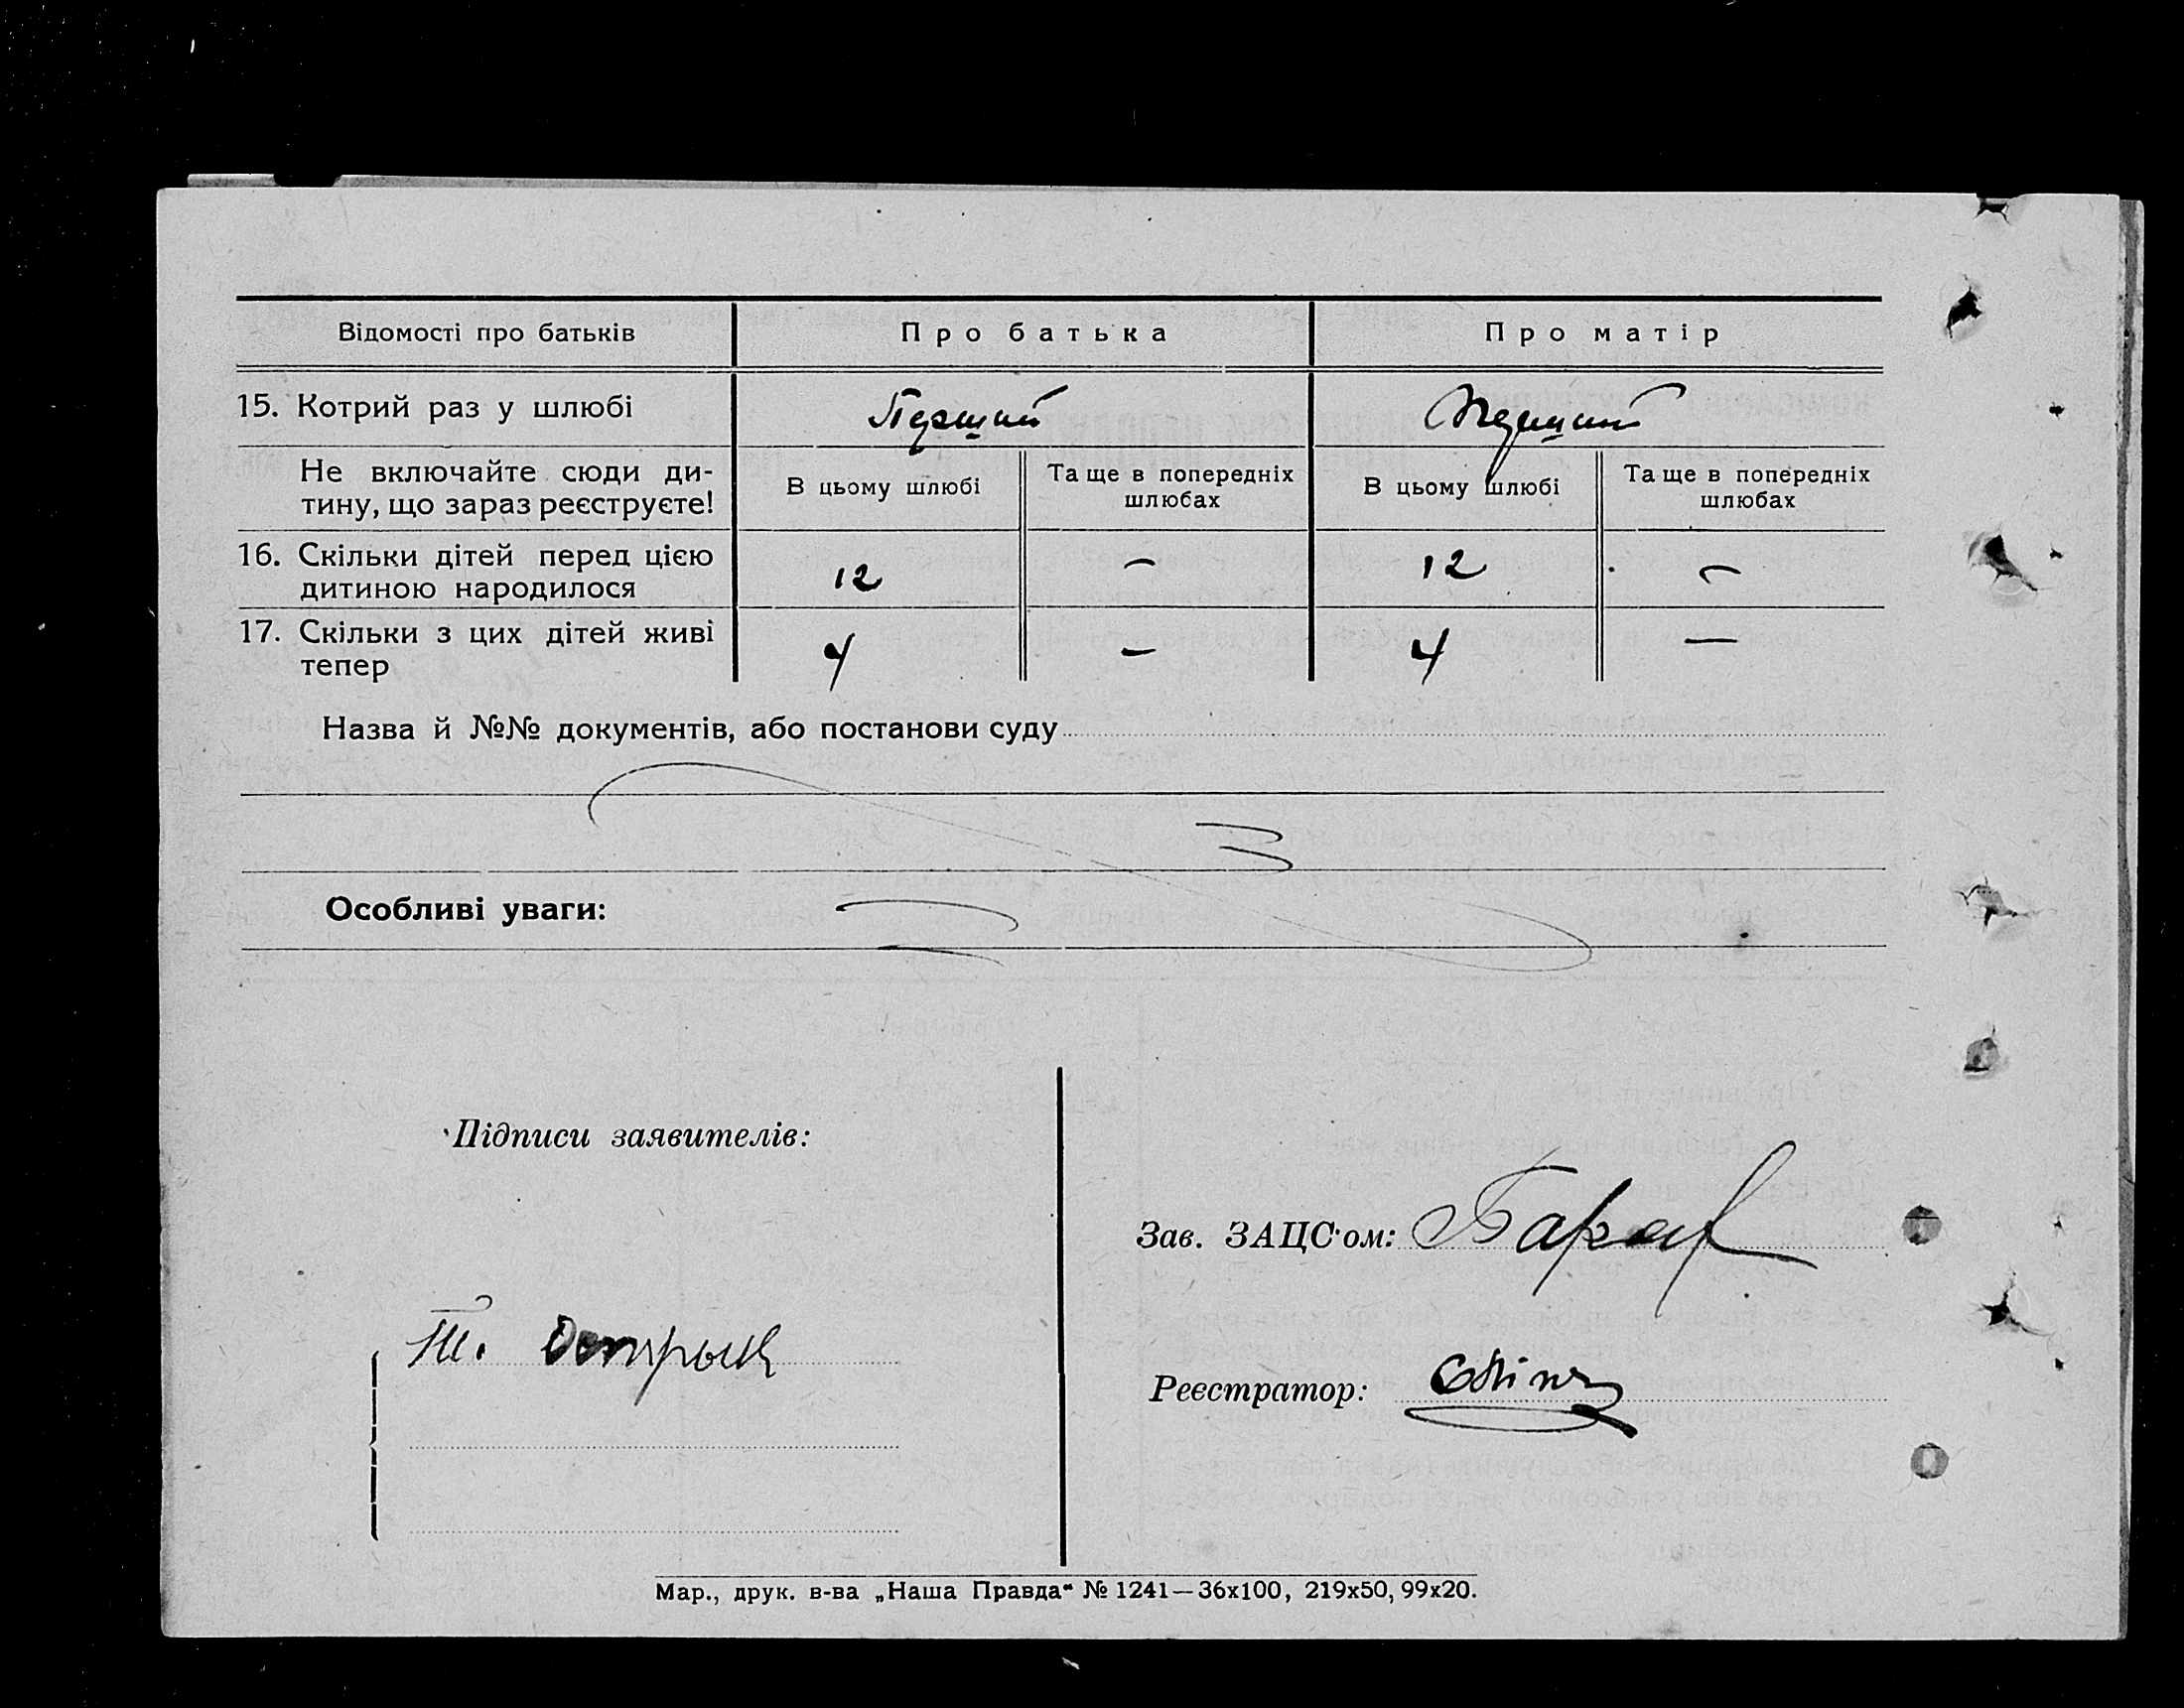 Відомості про батьків Про батька Про матір
15. Котрий раз у шлюбі Перший Перший
Не включайте сюди ди-
тину, що зараз реєструєте!
В цьому шлюбі Та ще в попередніх
шлюбах
В цьому шлюбі Та ще в попередніх
шлюбах
16. Скільки дітей перед цією
дитиною народилося
12 — 12 —
17. Скільки з цих дітей живі
тепер
4 — 4 —
Назва й №№ документів, або постанови суду
Особливі уваги:
Підписи заявителів:
Зав. ЗАЦС'ом:
Реєстратор:
Мар., друк. в-ва „Наша Правда“ № 1241—36х100, 219х50, 99х20.